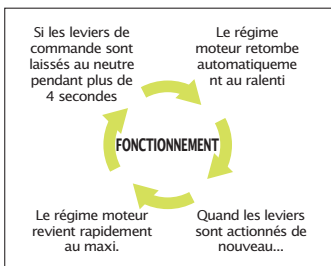 Si les leviers de
commande sont
laissés au neutre
pendant plus de
4 secondes
Le régime
moteur retombe
automatiqueme
nt au ralenti
FONCTIONNEMENT
Le régime moteur
revient rapidement
au maxi.
Quand les leviers
sont actionnés de
nouveau...